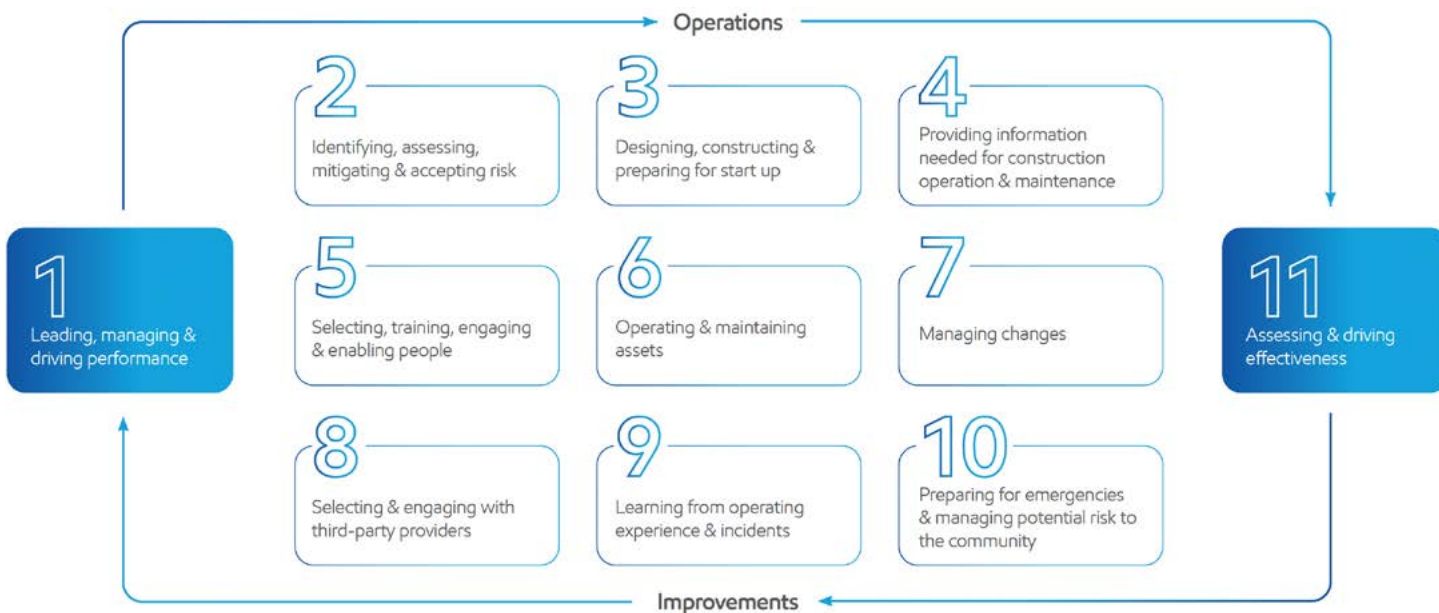 Operations
2
Identifying, assessing,
mitigating & accepting risk
3
Designing, constructing &
preparing for start up
4
Providing information
needed for construction
operation & maintenance
1
Leading, managing &
driving performance
5
Selecting, training, engaging
& enabling people
6
Operating & maintaining
assets
7
Managing changes
11
Assessing & driving
effectiveness
8
Selecting & engaging with
third-party providers
9
Learning from operating
experience & incidents
10
Preparing for emergencies
& managing potential risk to
the community
Improvements